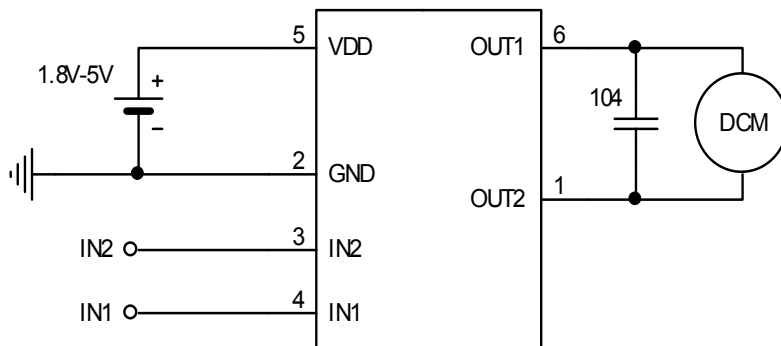 5 VDD OUT1 6
1.8V-5V +
104 DCM
−
2 GND
OUT2 1
IN2 3 IN2
IN1 4 IN1